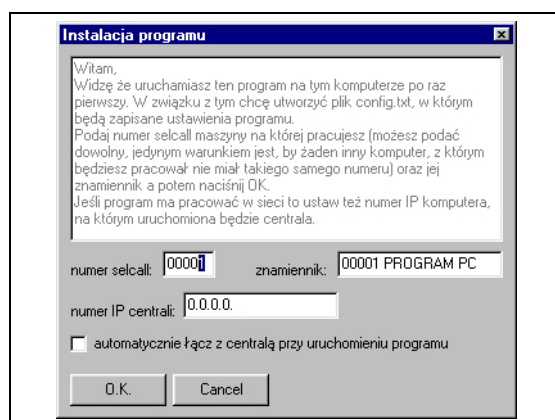 Instalacja programu
Witam,
Widzę że uruchamiasz ten program na tym komputerze po raz
pierwszy. W związku z tym chcę utworzyć plik config.txt, w którym
będą zapisane ustawienia programu.
Podaj numer selcall maszyny na której pracujesz (możesz podać
dowolny, jedynym warunkiem jest, by żaden inny komputer, z którym
będziesz pracował nie miał takiego samego numeru) oraz jej
znamiennik a potem naciśnij OK.
Jeśli program ma pracować w sieci to ustaw też numer IP komputera,
na którym uruchomiona będzie centrala.
numer selcall: 00001 znamiennik: 00001 PROGRAM PC
numer IP centrali: 0.0.0.0.
automatycznie łącz z centralą przy uruchomieniu programu
O.K. Cancel